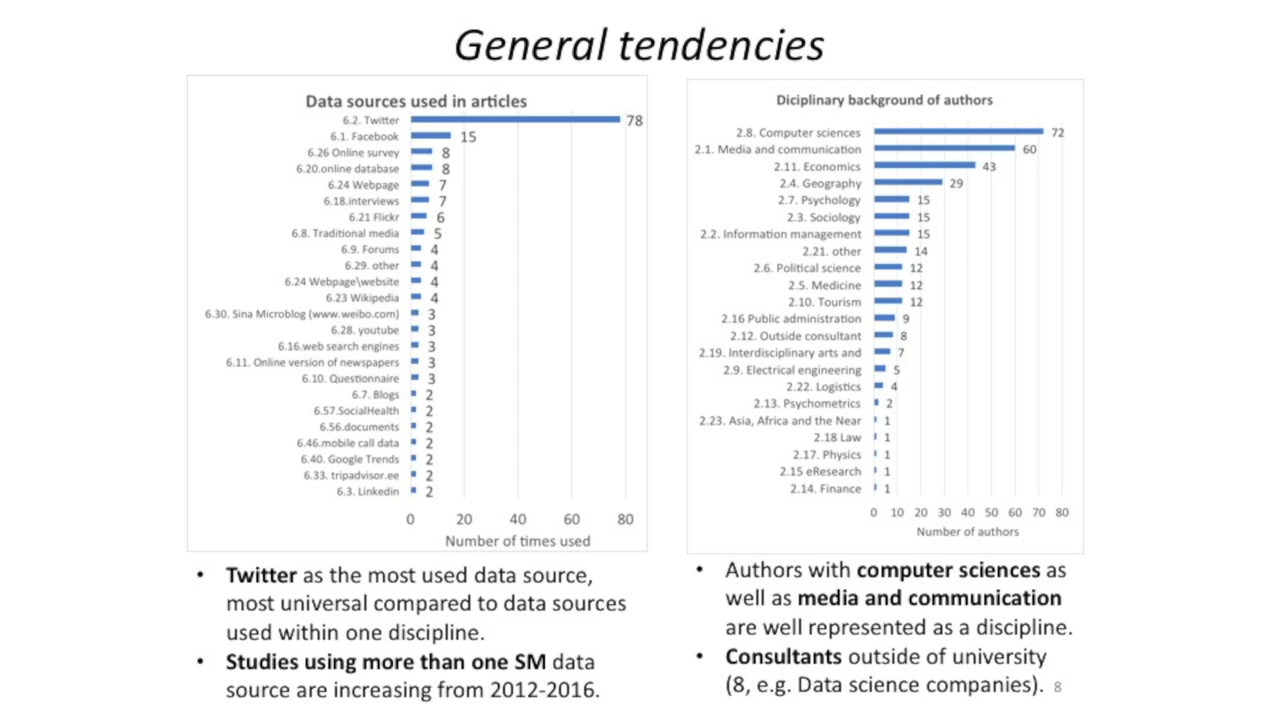 General tendencies
Data sources used in articles
6.2. Twitter 78
6.1. Facebook 15
6.26 Online survey 8
6.20.online database 8
6.24 Webpage 7
6.18.interviews 7
6.21 Flickr 6
6.8. Traditional media 5
6.9. Forums 4
6.29. other 4
6.24 Webpage\website 4
6.23 Wikipedia 4
6.30. Sina Microblog (www.weibo.com) 3
6.28. youtube 3
6.16.web search engines 3
6.11. Online version of newspapers 3
6.10. Questionnaire 3
6.7. Blogs 2
6.57.SocialHealth 2
6.56.documents 2
6.46.mobile call data 2
6.40. Google Trends 2
6.33. tripadvisor.ee 2
6.3. Linkedin 2
0 20 40 60 80
Number of times used
• Twitter as the most used data source,
most universal compared to data sources
used within one discipline.
• Studies using more than one SM data
source are increasing from 2012-2016.
Diciplinary background of authors
2.8. Computer sciences 72
2.1. Media and communication 60
2.11. Economics 43
2.4. Geography 29
2.7. Psychology 15
2.3. Sociology 15
2.2. Information management 15
2.21. other 14
2.6. Political science 12
2.5. Medicine 12
2.10. Tourism 12
2.16 Public administration 9
2.12. Outside consultant 8
2.19. Interdisciplinary arts and 7
2.9. Electrical engineering 5
2.22. Logistics 4
2.13. Psychometrics 2
2.23. Asia, Africa and the Near 1
2.18 Law 1
2.17. Physics 1
2.15 eResearch 1
2.14. Finance 1
0 10 20 30 40 50 60 70 80
Number of authors
• Authors with computer sciences as
well as media and communication
are well represented as a discipline.
• Consultants outside of university
(8, e.g. Data science companies). 8